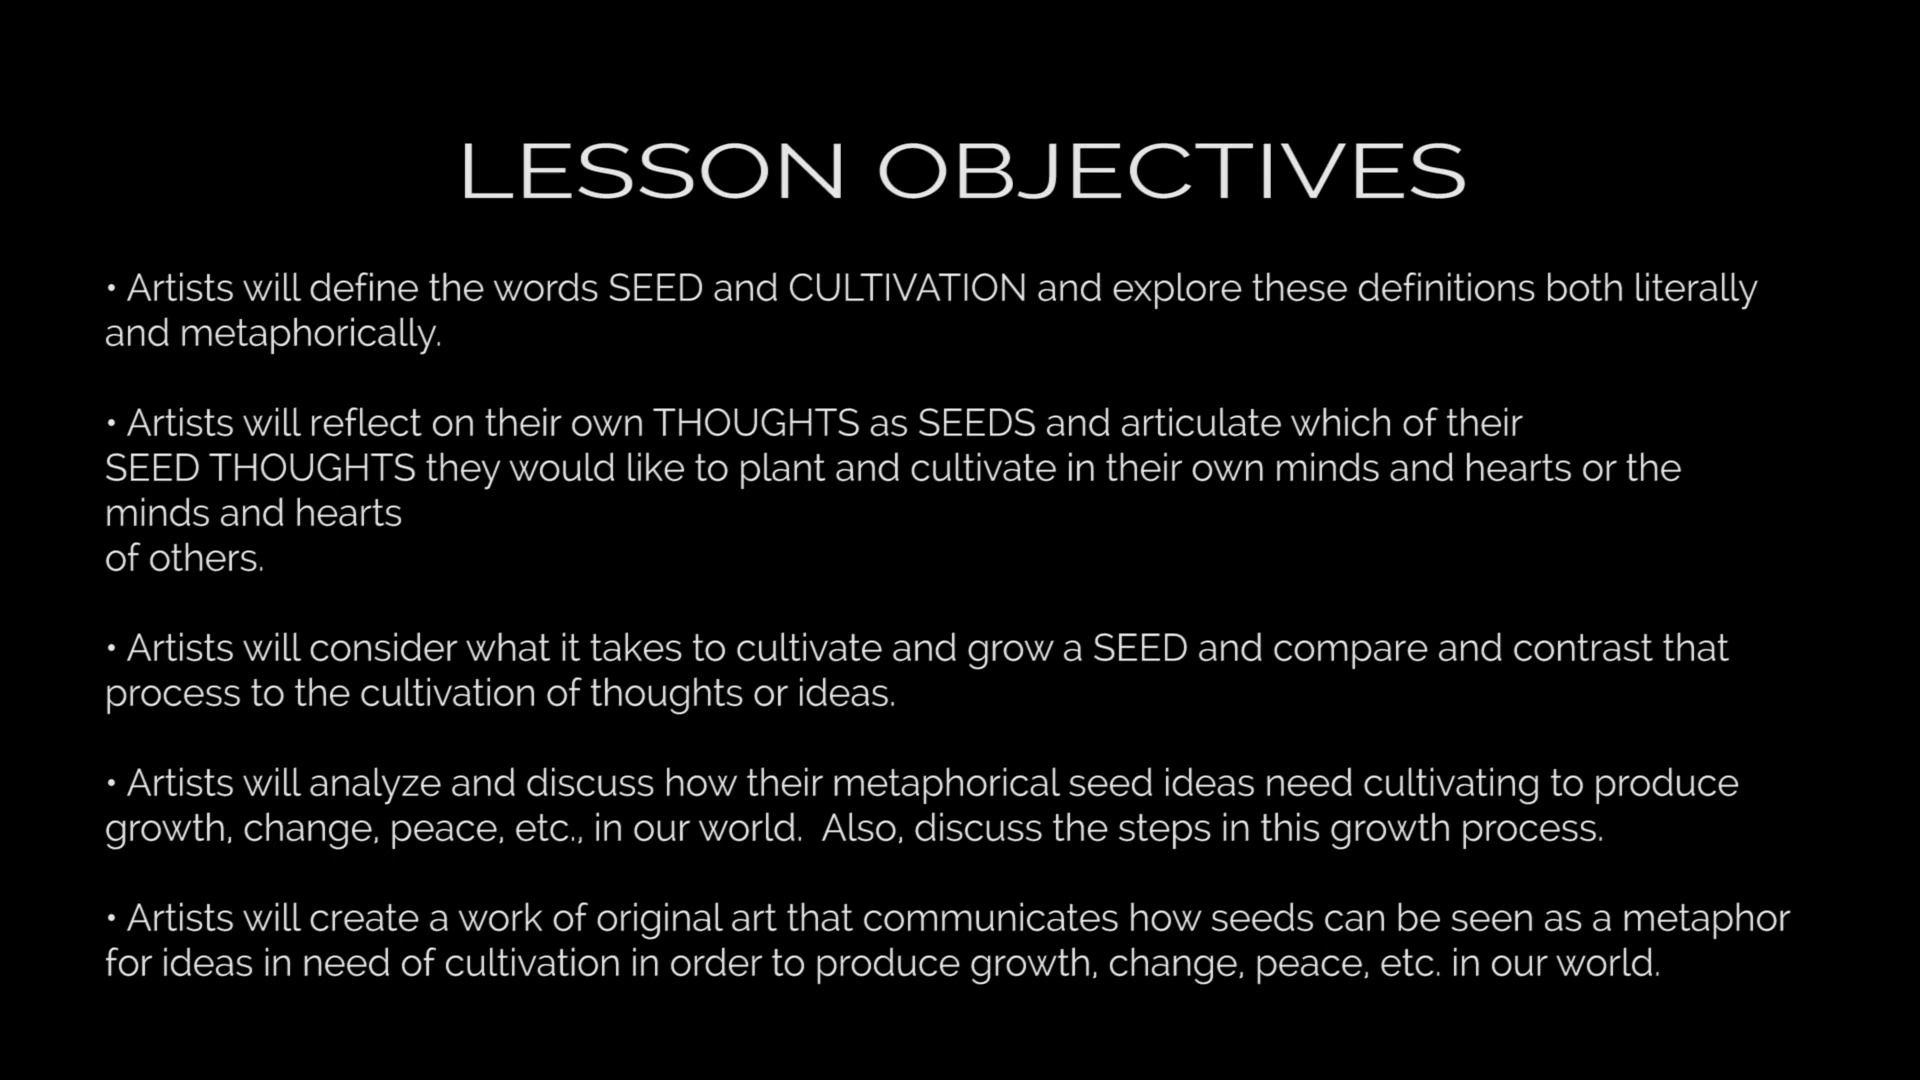 LESSON OBJECTIVES
• Artists will define the words SEED and CULTIVATION and explore these definitions both literally
and metaphorically.
• Artists will reflect on their own THOUGHTS as SEEDS and articulate which of their
SEED THOUGHTS they would like to plant and cultivate in their own minds and hearts or the
minds and hearts
of others.
• Artists will consider what it takes to cultivate and grow a SEED and compare and contrast that
process to the cultivation of thoughts or ideas.
• Artists will analyze and discuss how their metaphorical seed ideas need cultivating to produce
growth, change, peace, etc., in our world.  Also, discuss the steps in this growth process.
• Artists will create a work of original art that communicates how seeds can be seen as a metaphor
for ideas in need of cultivation in order to produce growth, change, peace, etc. in our world.